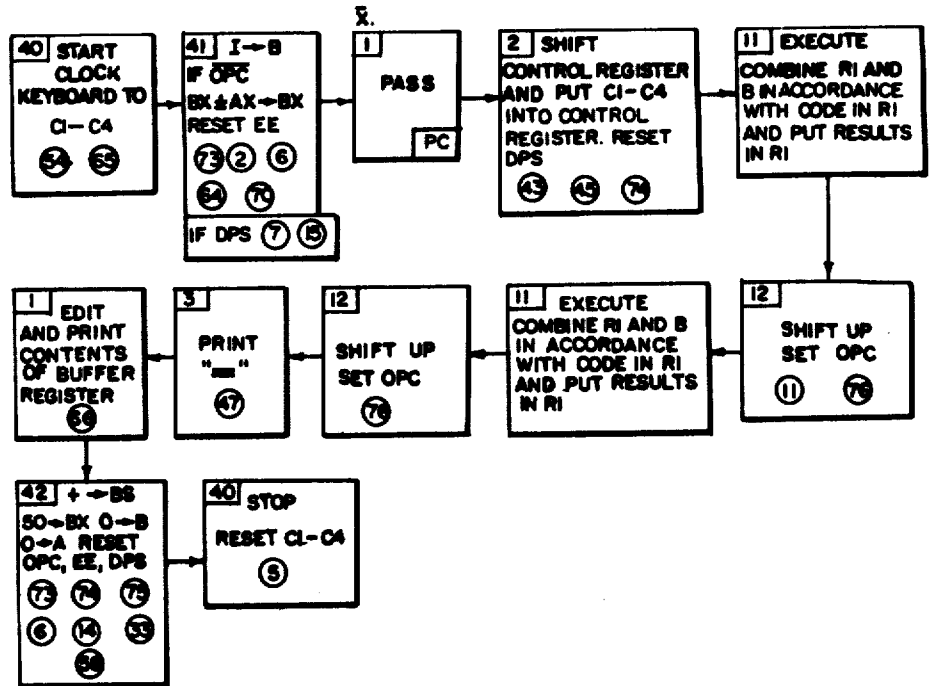 x̄.
40 START
CLOCK
KEYBOARD TO
C1-C4
54 65
41 I→B
IF O̅P̅C̅
BX±AX→BX
RESET EE
73 2 6
64 70
IF DPS 7 15
1
PASS
PC
2 SHIFT
CONTROL REGISTER
AND PUT C1-C4
INTO CONTROL
REGISTER. RESET
DPS
43 45 74
11 EXECUTE
COMBINE R1 AND
B IN ACCORDANCE
WITH CODE IN R1
AND PUT RESULTS
IN R1
12
SHIFT UP
SET OPC
11 76
11 EXECUTE
COMBINE R1 AND B
IN ACCORDANCE
WITH CODE IN R1
AND PUT RESULTS
IN R1
12
SHIFT UP
SET OPC
76
3
PRINT
"="
47
1 EDIT
AND PRINT
CONTENTS
OF BUFFER
REGISTER
42 +→BS
50→BX 0→B
0→A RESET
OPC, EE, DPS
73 74 75
6 14 33
40 STOP
RESET C1-C4
5